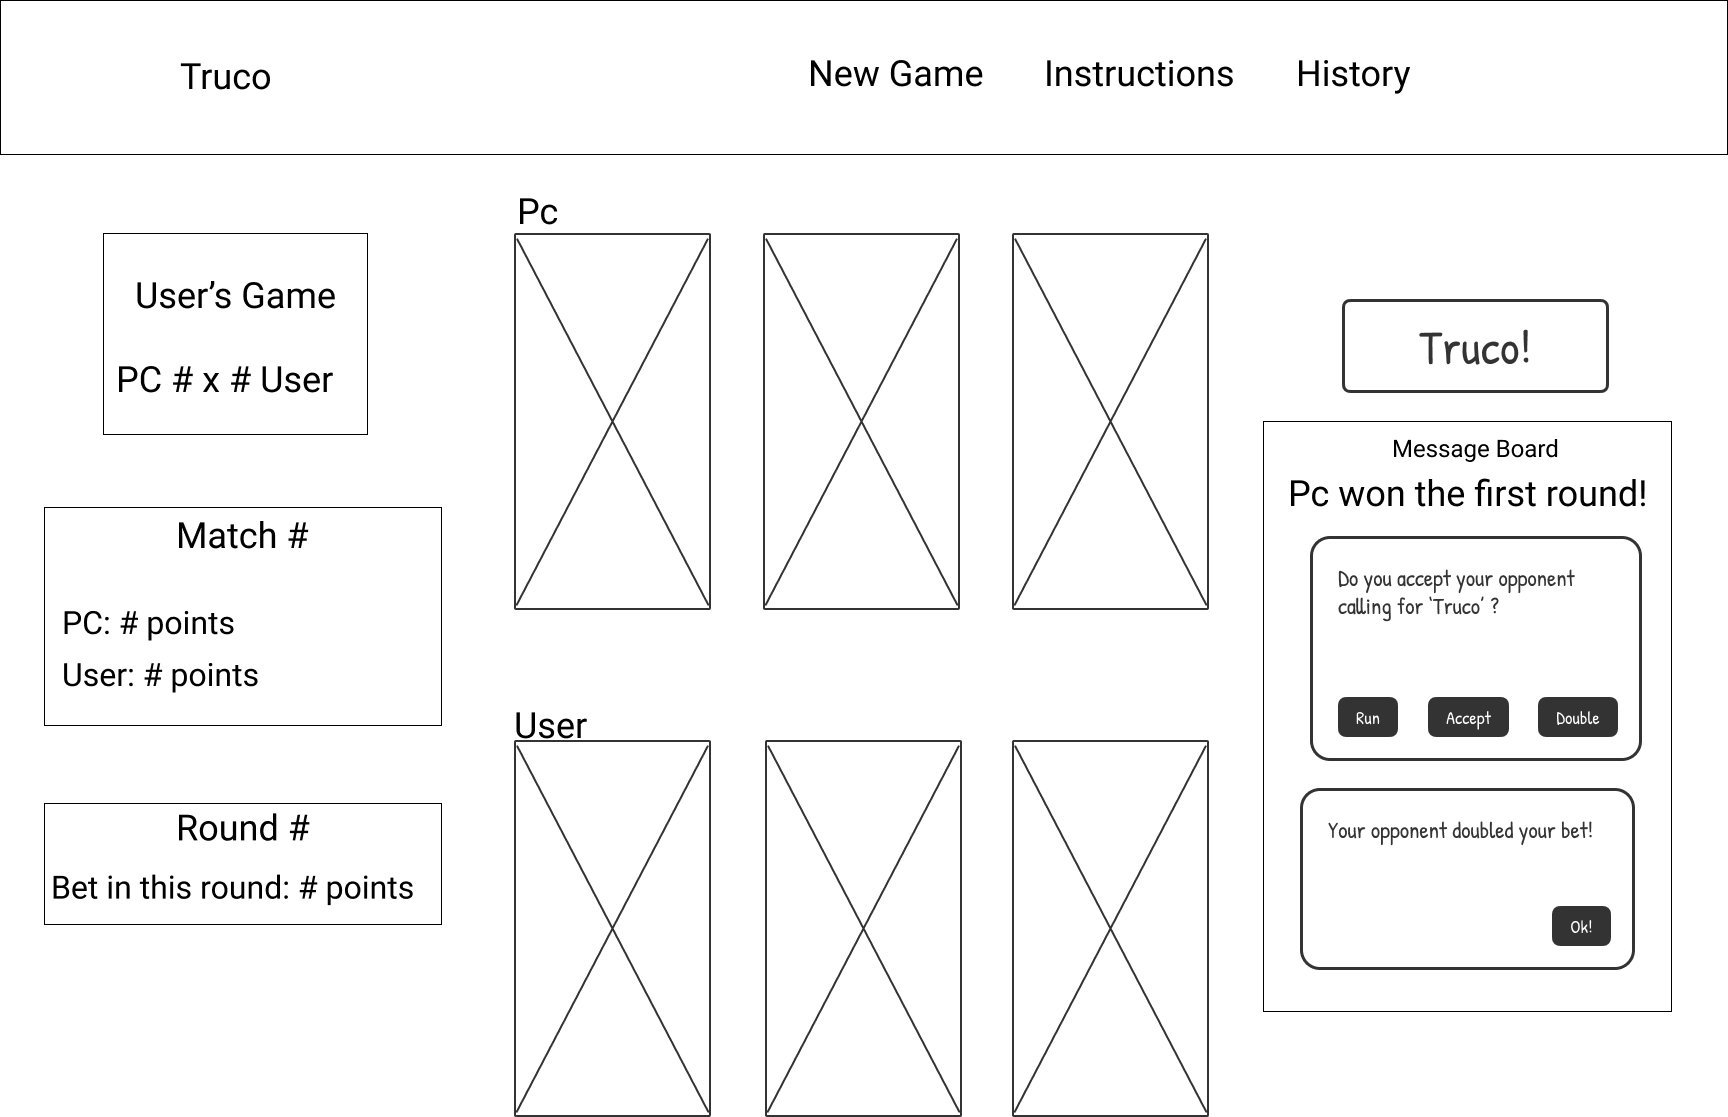 Truco
New Game
Instructions
History
User’s Game
PC # x # User
Match #
PC: # points
User: # points
Round #
Bet in this round: # points
Pc
User
Truco!
Message Board
Pc won the first round!
Do you accept your opponent
calling for ‘Truco’ ?
Run
Accept
Double
Your opponent doubled your bet!
Ok!